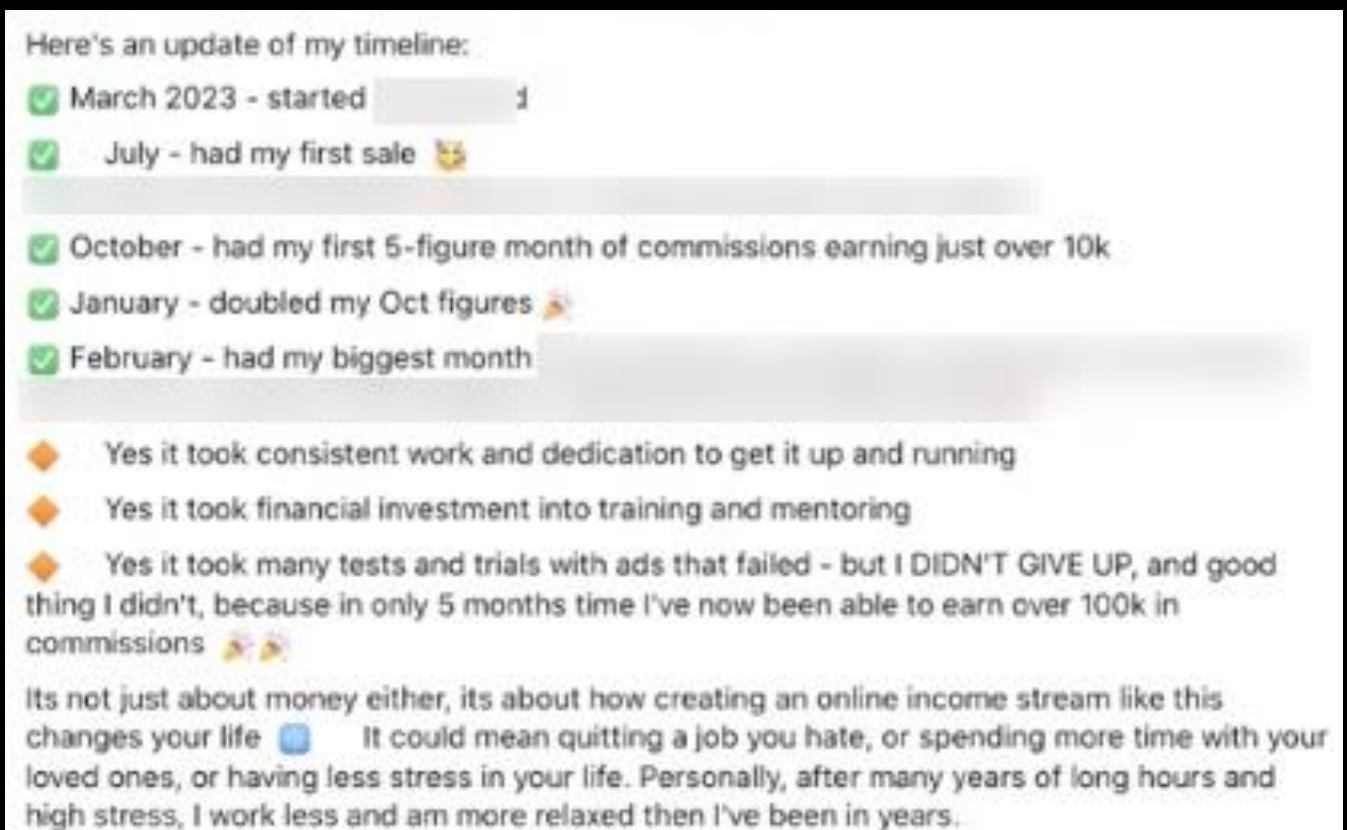 Here's an update of my timeline:
✅ March 2023 - started
✅ July - had my first sale
✅ October - had my first 5-figure month of commissions earning just over 10k
✅ January - doubled my Oct figures 🎉
✅ February - had my biggest month
🔶 Yes it took consistent work and dedication to get it up and running
🔶 Yes it took financial investment into training and mentoring
🔶 Yes it took many tests and trials with ads that failed - but I DIDN'T GIVE UP, and good
thing I didn't, because in only 5 months time I've now been able to earn over 100k in
commissions 🎉🎉
Its not just about money either, its about how creating an online income stream like this
changes your life 🟦 It could mean quitting a job you hate, or spending more time with your
loved ones, or having less stress in your life. Personally, after many years of long hours and
high stress, I work less and am more relaxed then I've been in years.